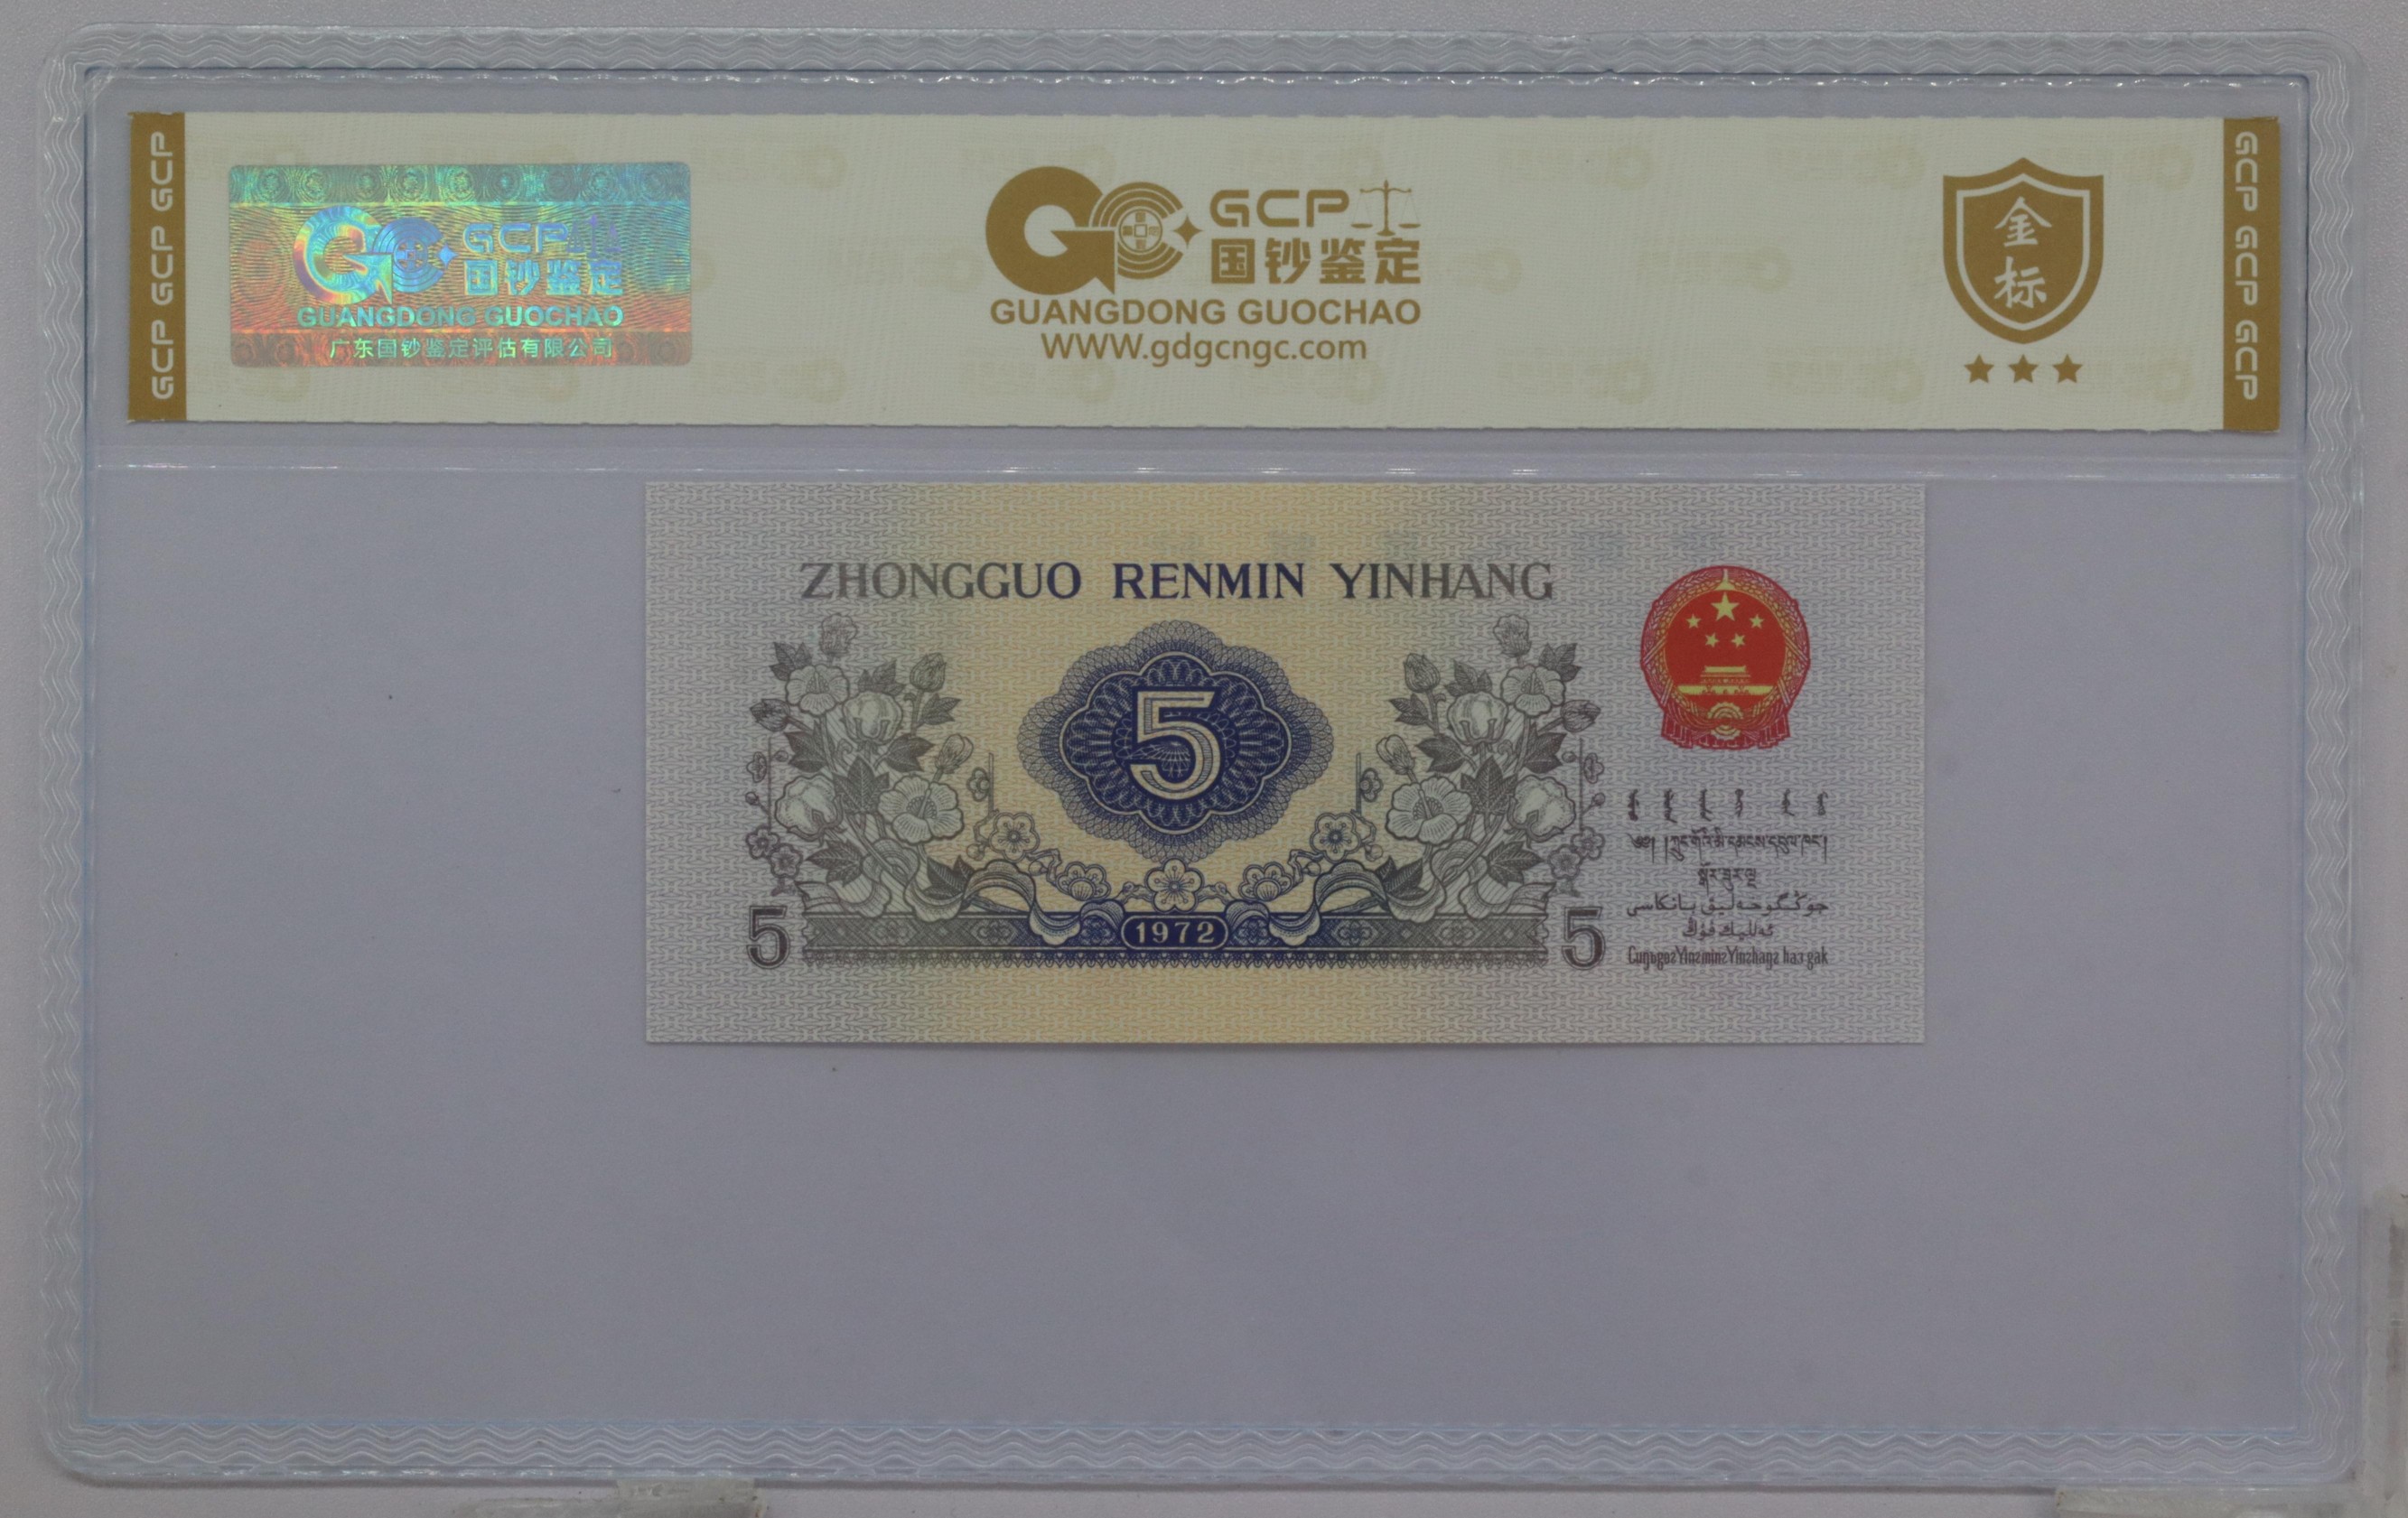 GCP GCP GCP
GCP
国钞鉴定
GUANGDONG GUOCHAO
广东国钞鉴定评估有限公司
GCP
国钞鉴定
GUANGDONG GUOCHAO
www.gdgcngc.com
金
标
GCP GCP GCP
ZHONGGUO RENMIN YINHANG
5
1972
5
5